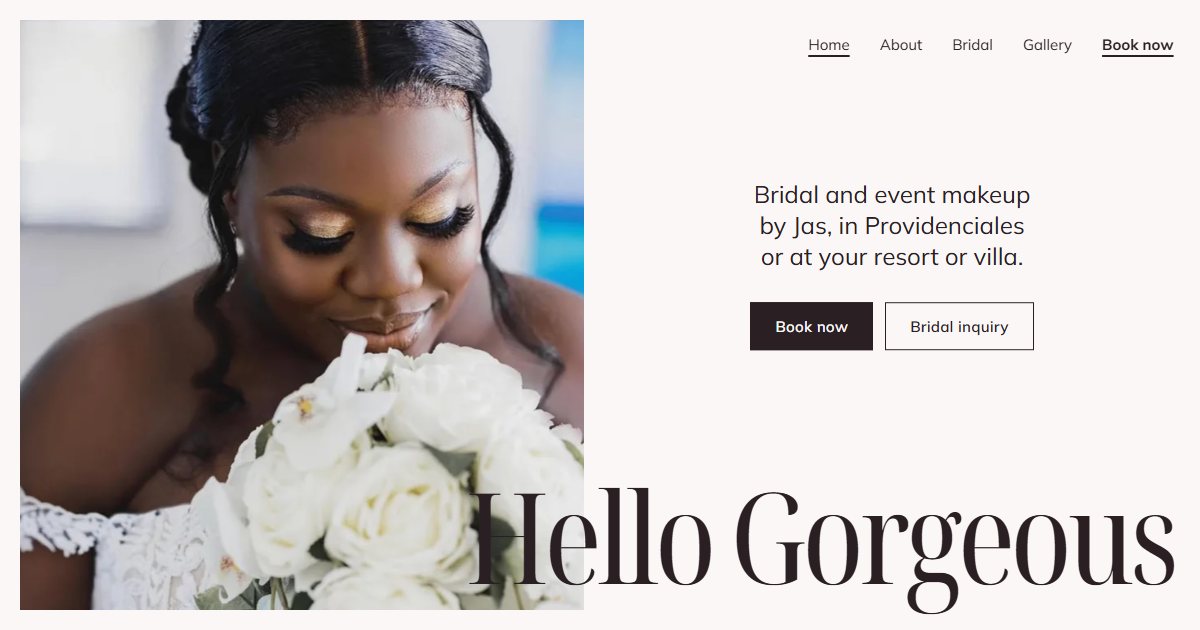 Home About Bridal Gallery Book now
Bridal and event makeup
by Jas, in Providenciales
or at your resort or villa.
Book now Bridal inquiry
Hello Gorgeous